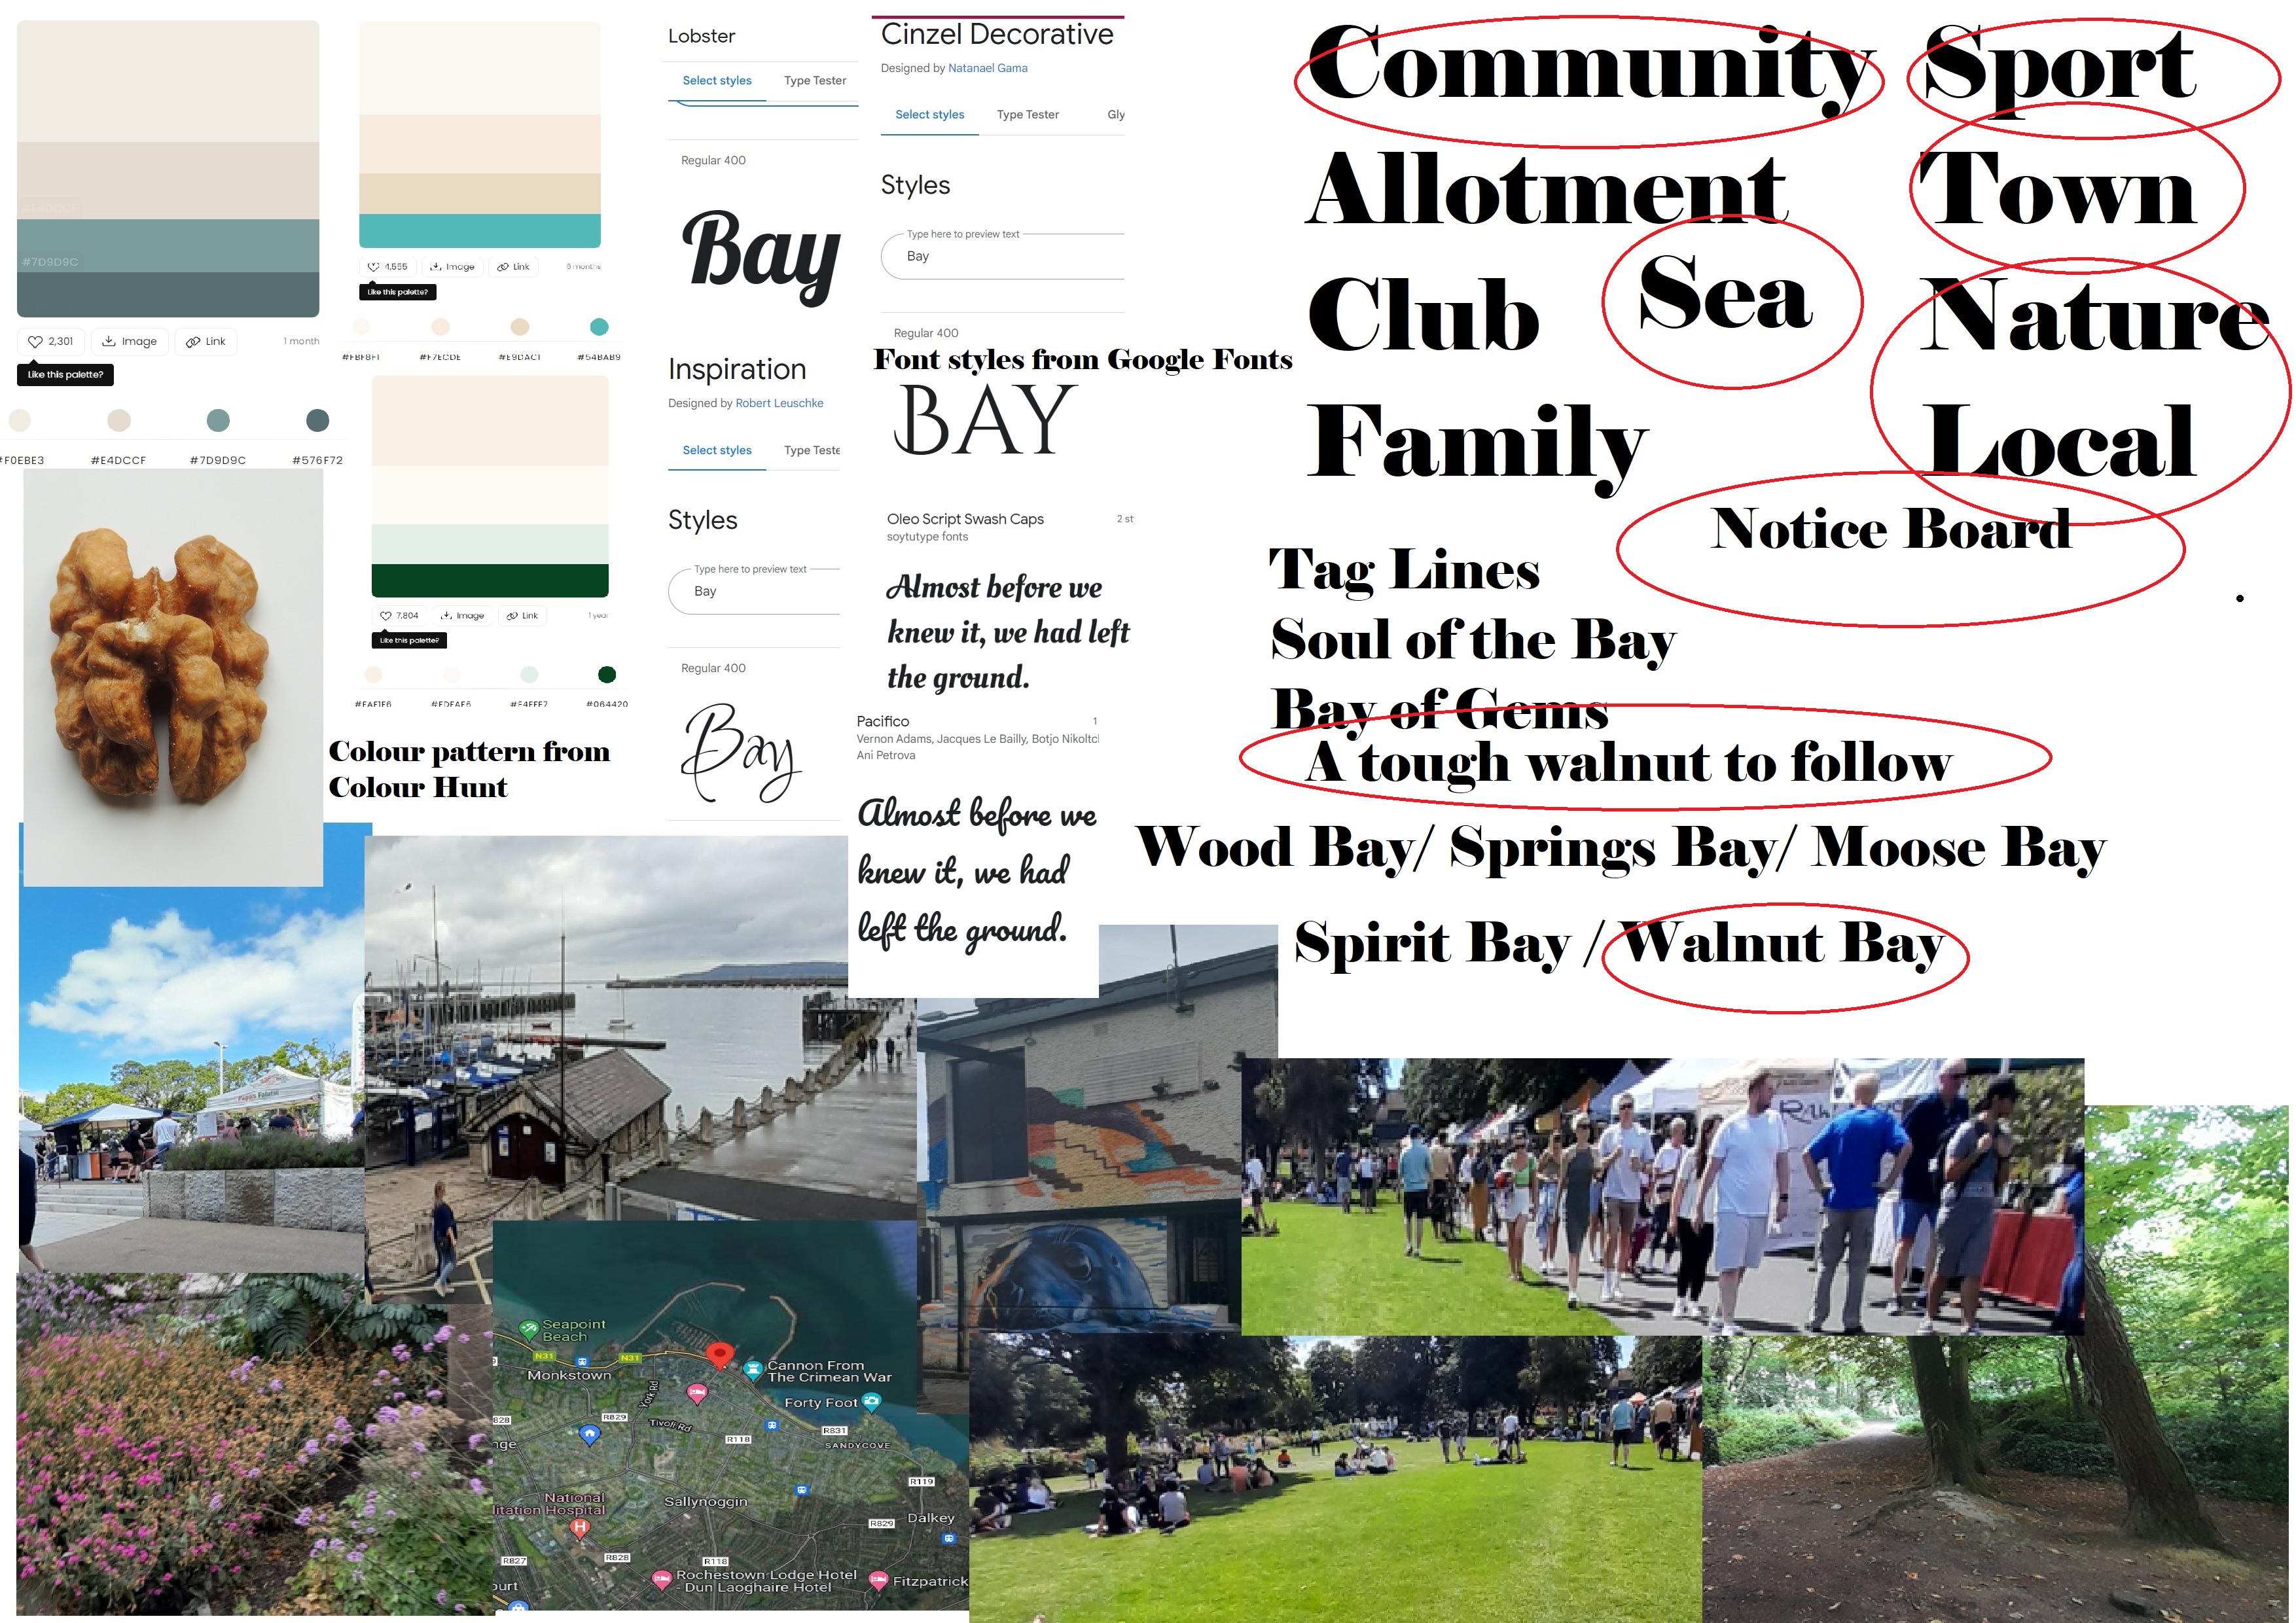 #7D9D9C
2,301
Image
Link
1 month
Like this palette?
#F0EBE3
#E4DCCF
#7D9D9C
#576F72
4,555
Image
Link
8 months
Like this palette?
#FBF8F1
#F7ECDE
#E9DAC1
#54BAB9
7,804
Image
Link
1 year
Like this palette?
#FAF1E6
#FDFAF6
#E4EFE7
#064420
Colour pattern from
Colour Hunt
Lobster
Select styles
Type Tester
Regular 400
Bay
Inspiration
Designed by Robert Leuschke
Select styles
Type Teste
Styles
Type here to preview text
Bay
Regular 400
Bay
Cinzel Decorative
Designed by Natanael Gama
Select styles
Type Tester
Gly
Styles
Type here to preview text
Bay
Regular 400
Font styles from Google Fonts
BAY
Oleo Script Swash Caps
2 st
soytutype fonts
Almost before we
knew it, we had left
the ground.
Pacifico
1
Vernon Adams, Jacques Le Bailly, Botjo Nikoltcl
Ani Petrova
Almost before we
knew it, we had
left the ground.
Community
Sport
Allotment
Town
Club
Sea
Nature
Family
Local
Notice Board
Tag Lines
Soul of the Bay
Bay of Gems
A tough walnut to follow
Wood Bay/ Springs Bay/ Moose Bay
Spirit Bay / Walnut Bay
Seapoint
Beach
N31
N31
Monkstown
Cannon From
The Crimean War
York Rd
Forty Foot
828
R829
Tivoli Rd
R118
R831
nge
SANDYCOVE
R119
National
litation Hospital
Sallynoggin
R829
Dalkey
H
R827
R828
R118
Rochestown Lodge Hotel
- Dun Laoghaire Hotel
Fitzpatrick
ourt